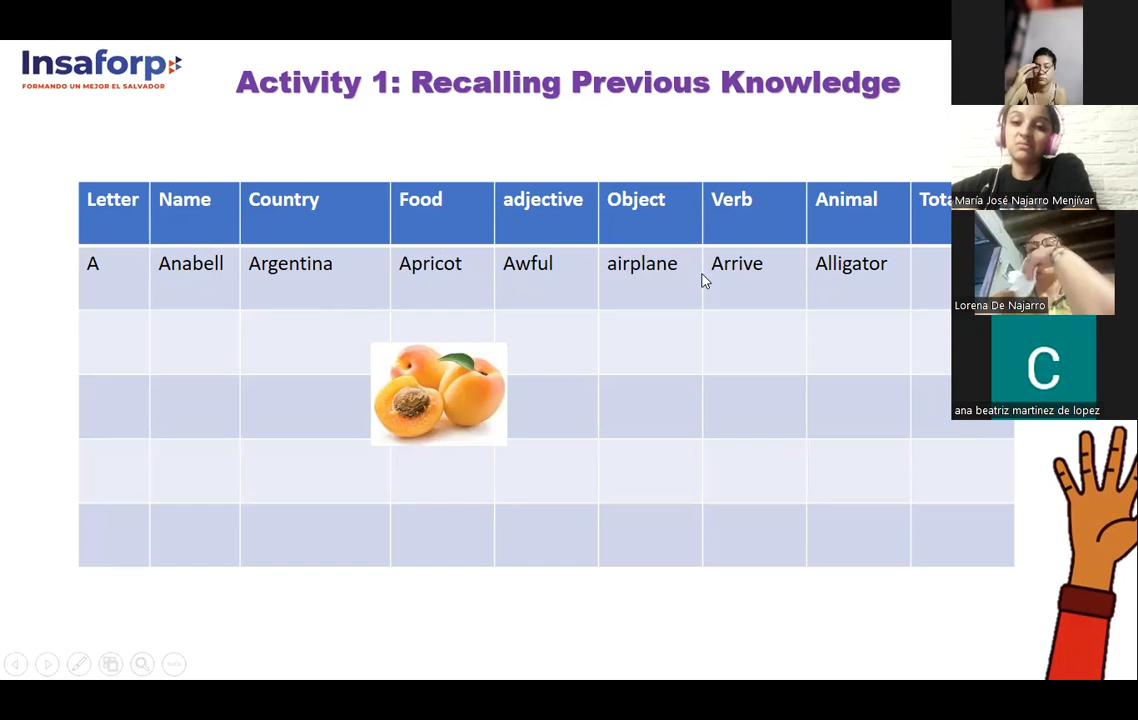 Insaforp
FORMANDO UN MEJOR EL SALVADOR
Activity 1: Recalling Previous Knowledge
Letter Name Country Food adjective Object Verb Animal
A Anabell Argentina Apricot Awful airplane Arrive Alligator
María José Najarro Menjívar
Lorena De Najarro
C
ana beatriz martinez de lopez